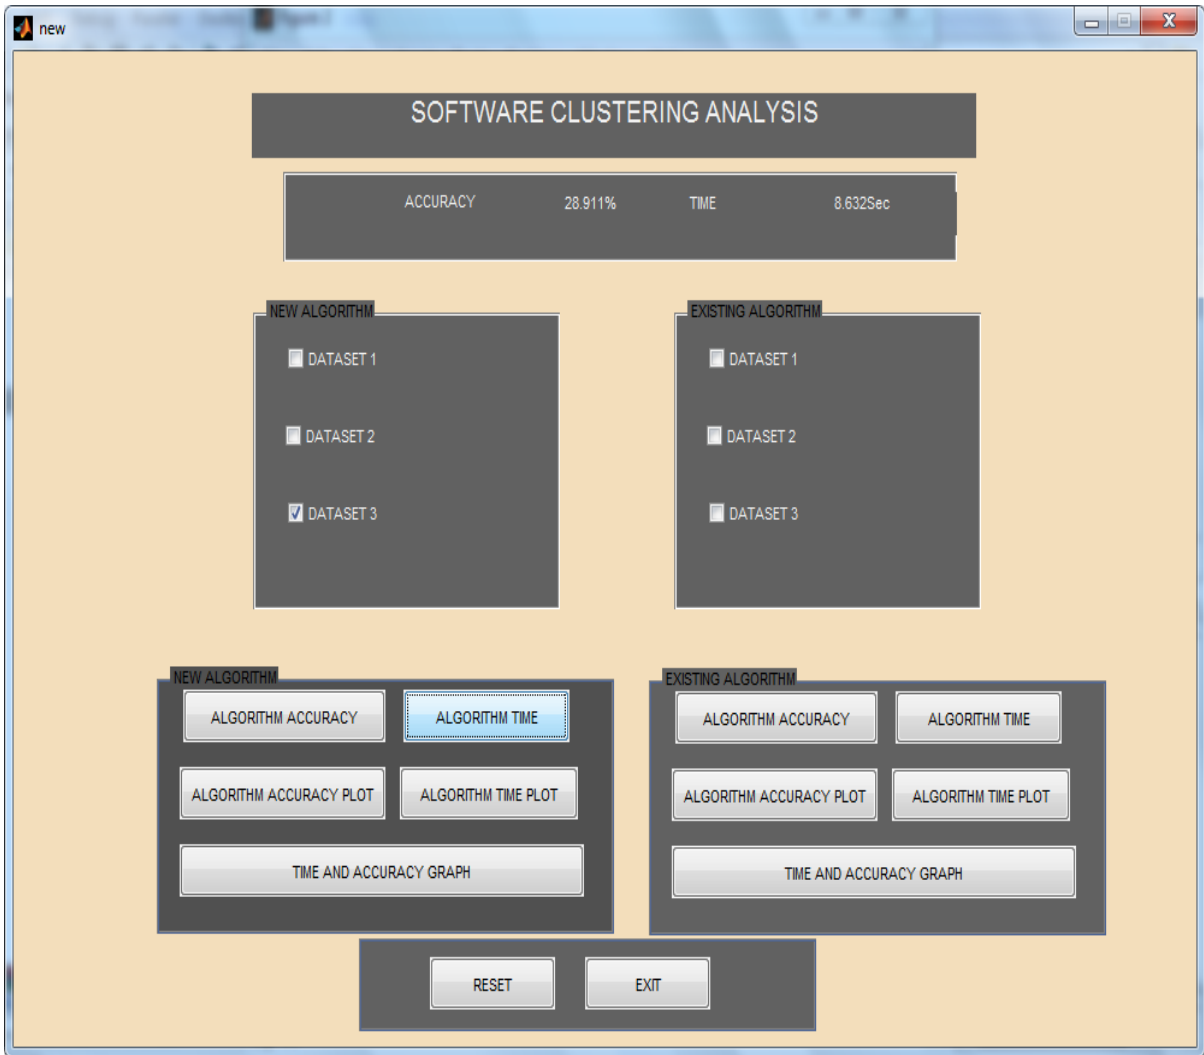 new
SOFTWARE CLUSTERING ANALYSIS
ACCURACY 28.911% TIME 8.632Sec
NEW ALGORITHM
DATASET 1
DATASET 2
DATASET 3
EXISTING ALGORITHM
DATASET 1
DATASET 2
DATASET 3
NEW ALGORITHM
ALGORITHM ACCURACY ALGORITHM TIME
ALGORITHM ACCURACY PLOT ALGORITHM TIME PLOT
TIME AND ACCURACY GRAPH
EXISTING ALGORITHM
ALGORITHM ACCURACY ALGORITHM TIME
ALGORITHM ACCURACY PLOT ALGORITHM TIME PLOT
TIME AND ACCURACY GRAPH
RESET EXIT